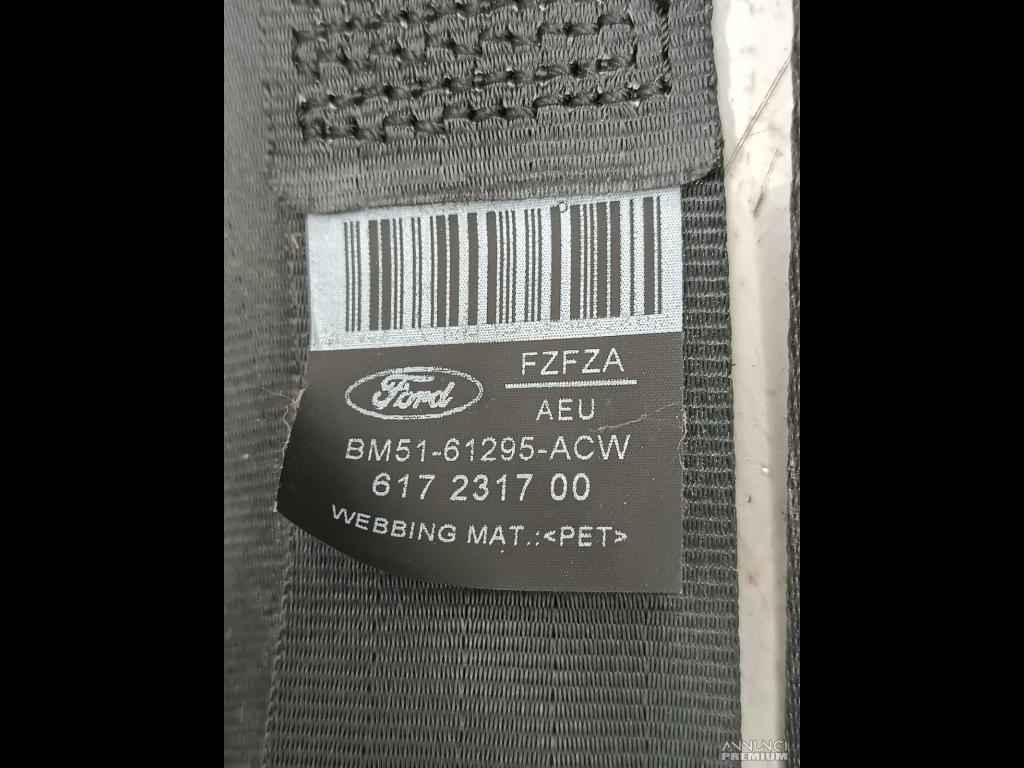 FZFZA
Ford
AEU
BM51-61295-ACW
617 2317 00
WEBBING MAT.:<PET>
ANNUNCI
PREMIUM